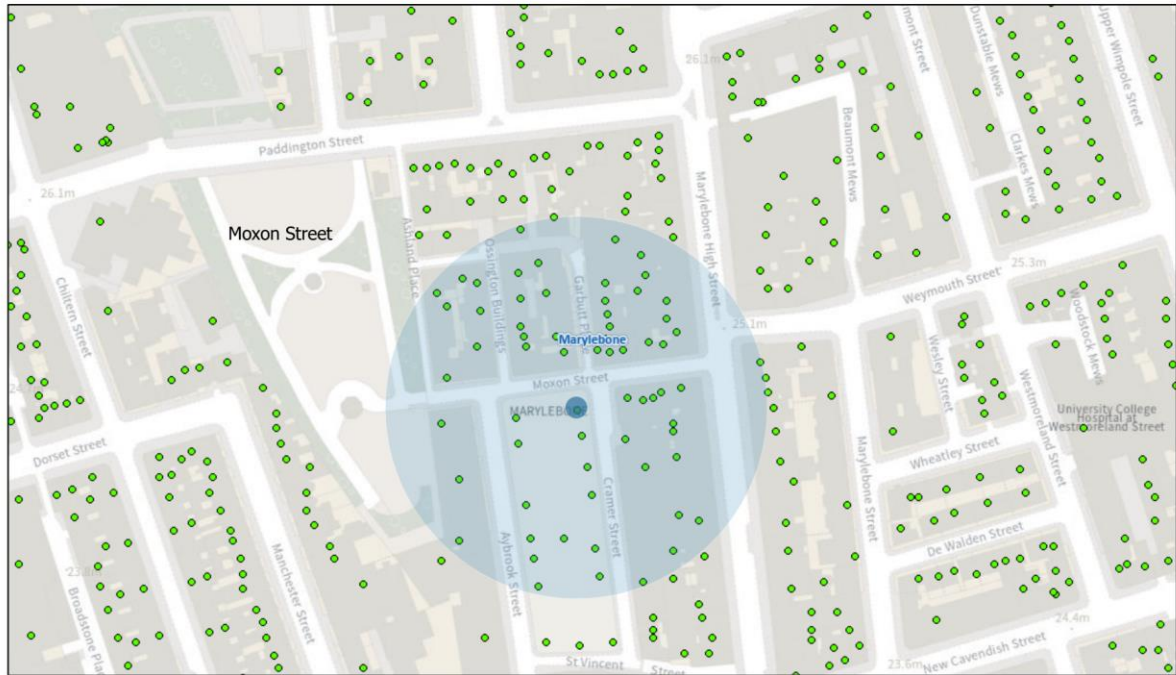 Dunstable Mews
Upper Wimpole Street
26.1m
Beaumont Mews
Clarkes Mews
Paddington Street
26.1m
Moxon Street
Ashland Place
Marylebone High Street
Ossington Buildings
Garbutt Place
Weymouth Street
25.3m
Chiltern Street
25.1m
Woodstock Mews
Marylebone
Wesley Street
Moxon Street
Westmoreland Street
University College
Hospital at
Westmoreland Street
Dorset Street
Marylebone Street
Wheatley Street
Cramer Street
De Walden Street
Aybrook Street
Manchester Street
Broadstone Place
24.4m
New Cavendish Street
23.6m
St Vincent
Street